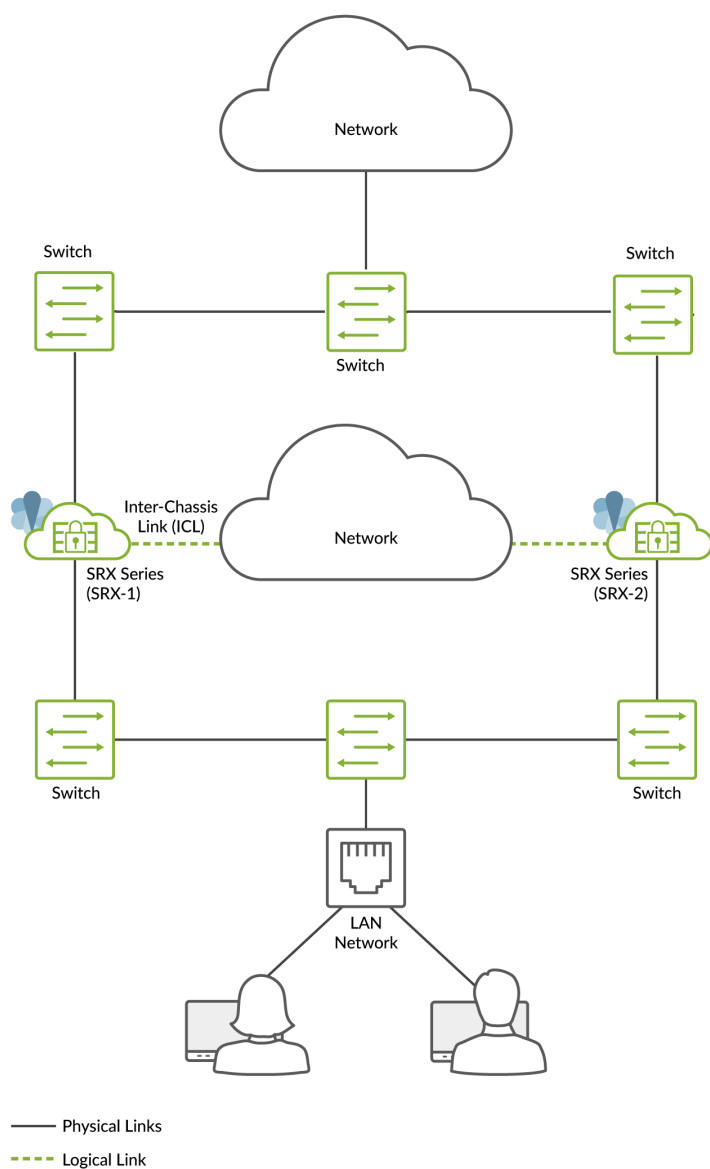 Network
Switch
Switch
Switch
Inter-Chassis
Link (ICL)
Network
SRX Series
(SRX-1)
SRX Series
(SRX-2)
Switch
Switch
LAN
Network
Physical Links
Logical Link